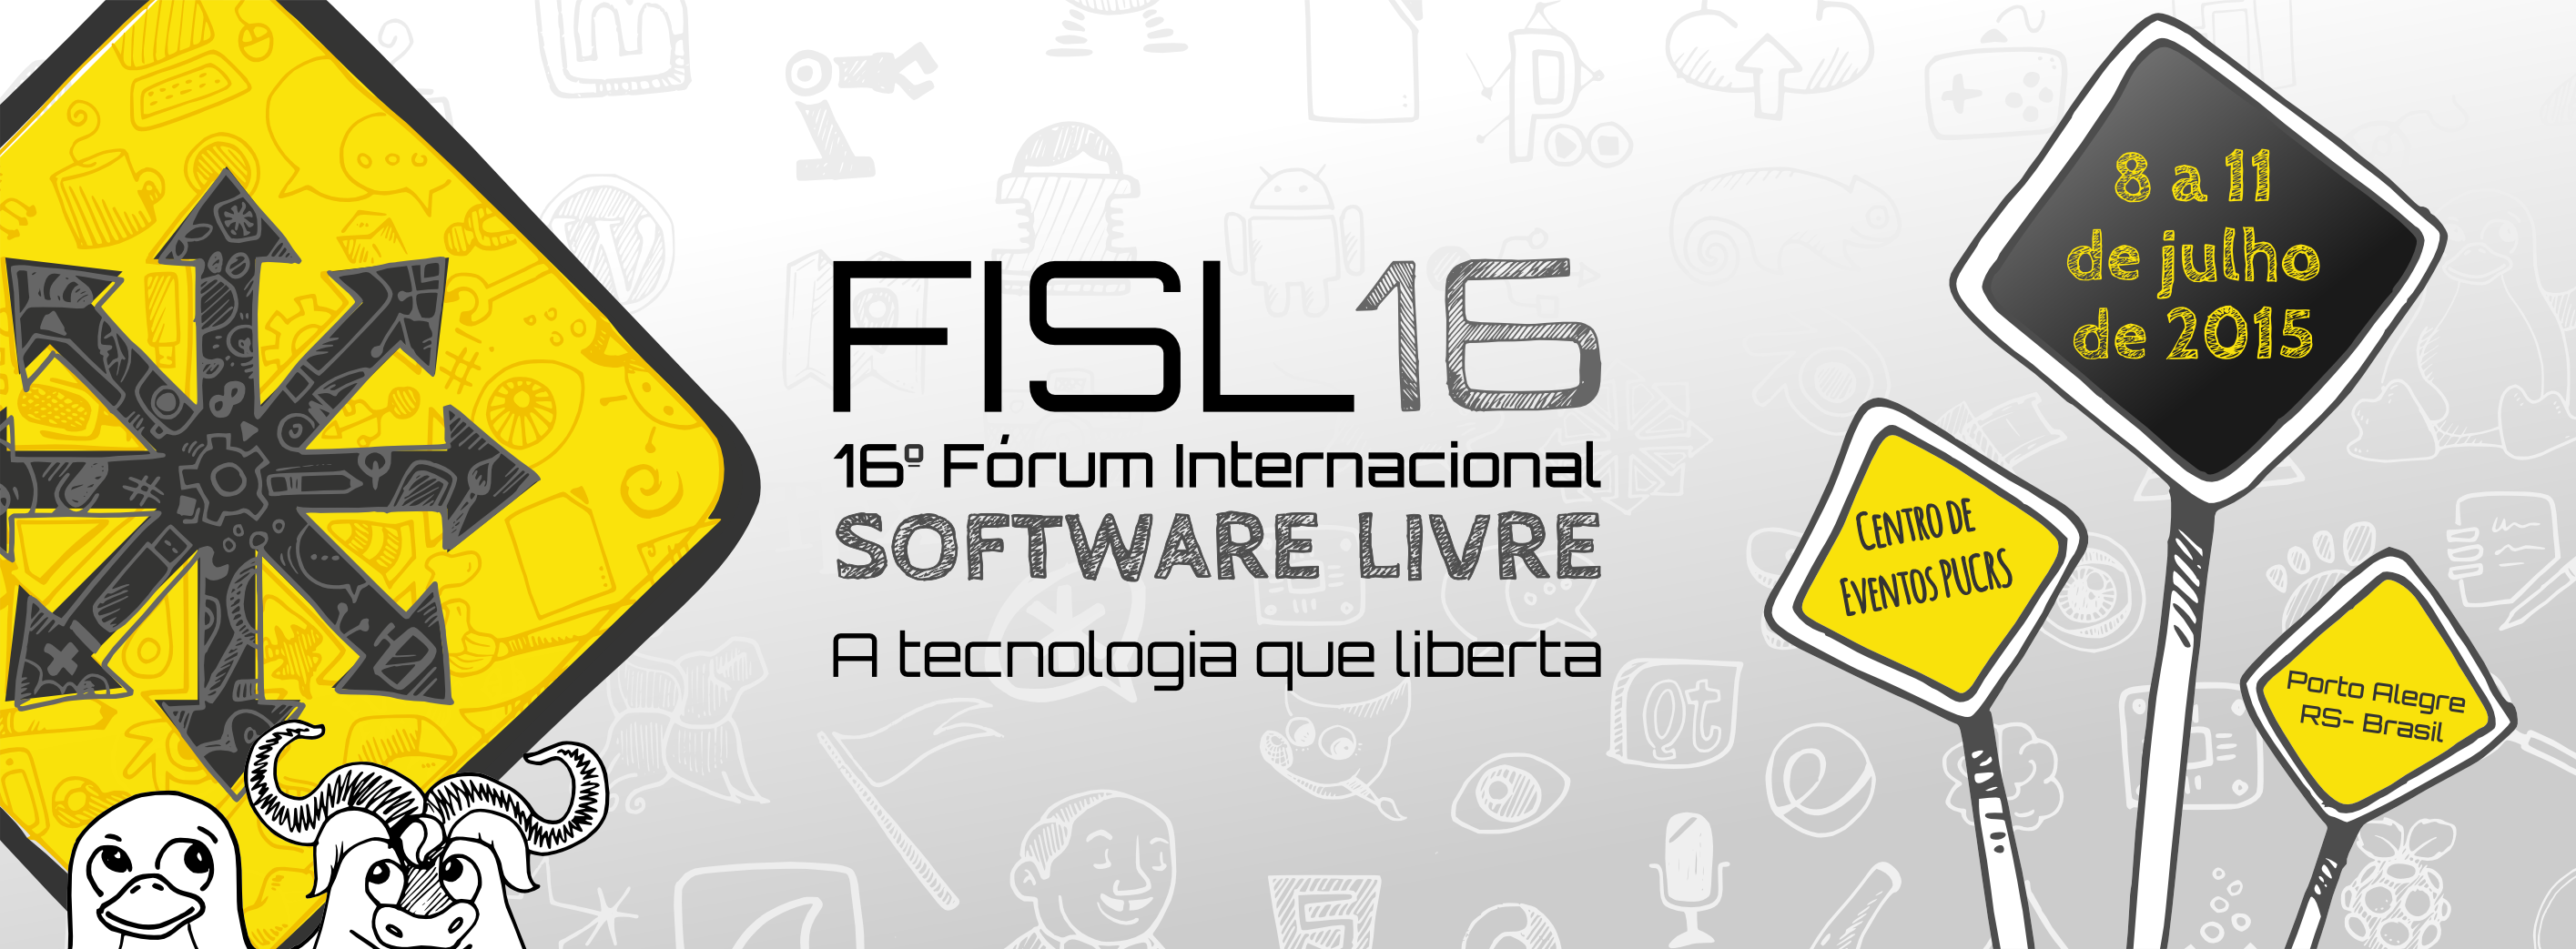 FISL16
16º Fórum Internacional
SOFTWARE LIVRE
A tecnologia que liberta
8 a 11
de julho
de 2015
CENTRO DE
EVENTOS PUCRS
Porto Alegre
RS- Brasil
Qt